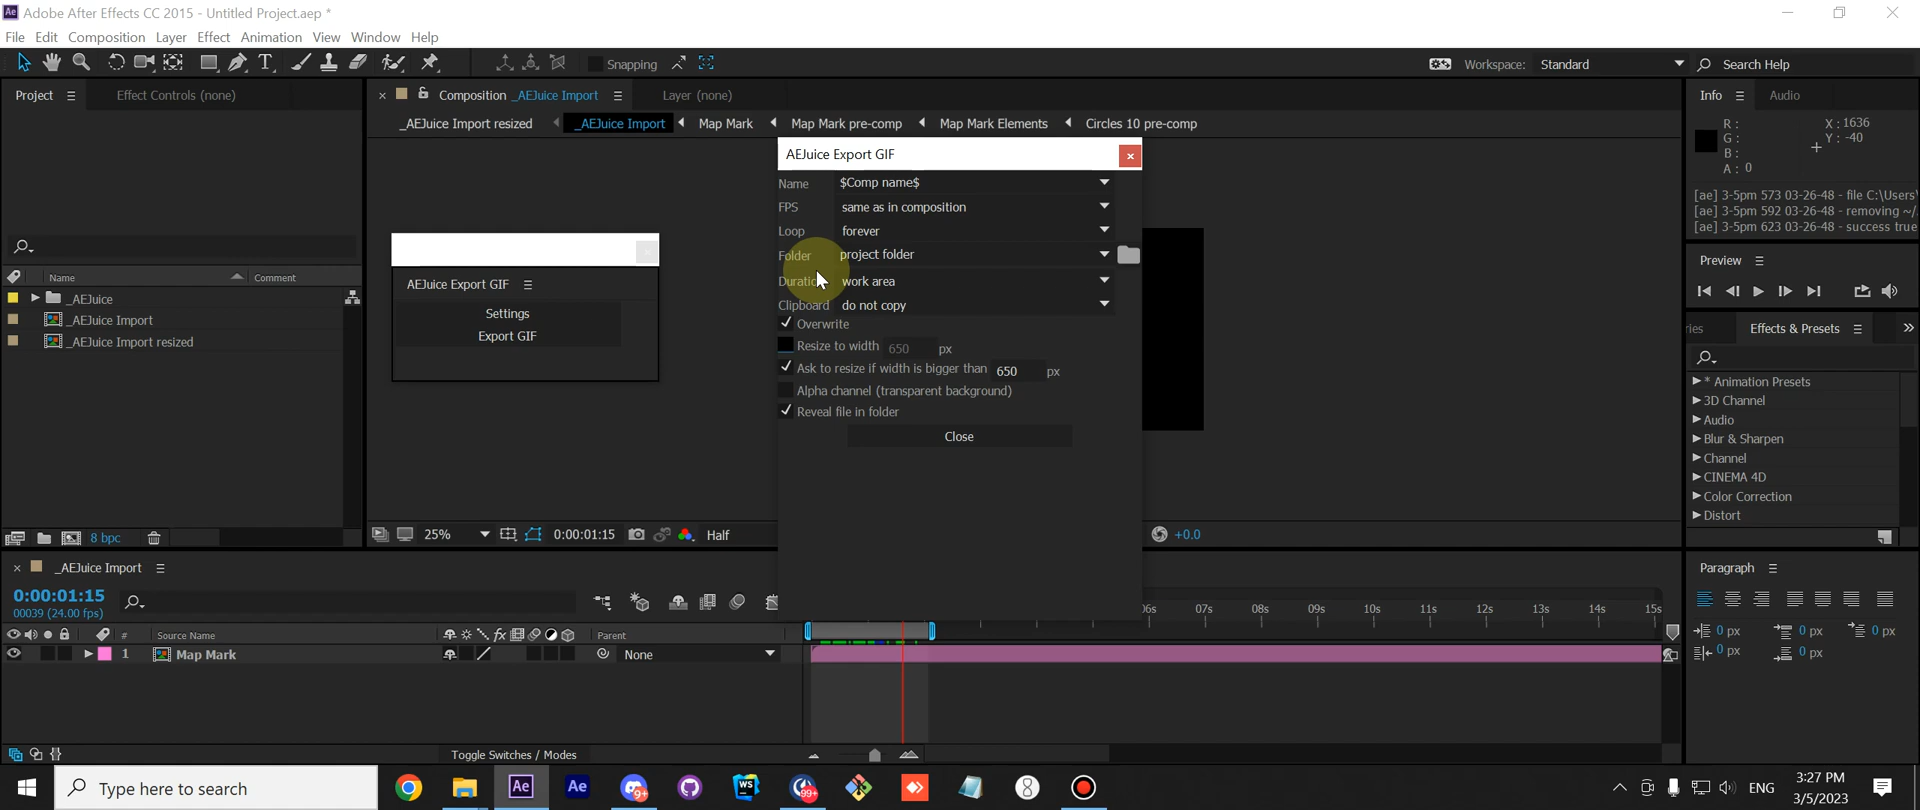 Adobe After Effects CC 2015 - Untitled Project.aep *
File Edit Composition Layer Effect Animation View Window Help
Snapping
Workspace: Standard
Search Help
Project
Effect Controls (none)
Composition _AEJuice Import
Layer (none)
Info
Audio
_AEJuice Import resized
_AEJuice Import
Map Mark
Map Mark pre-comp
Map Mark Elements
Circles 10 pre-comp
R:
G:
B:
A: 0
X: 1636
Y: -40
[ae] 3-5pm 573 03-26-48 - file C:\Users\
[ae] 3-5pm 592 03-26-48 - removing ~/
[ae] 3-5pm 623 03-26-48 - success true
AEJuice Export GIF
Name $Comp name$
FPS same as in composition
Loop forever
Folder project folder
Duration work area
Clipboard do not copy
Overwrite
Resize to width 650 px
Ask to resize if width is bigger than 650 px
Alpha channel (transparent background)
Reveal file in folder
Close
AEJuice Export GIF
Settings
Export GIF
Name
Comment
_AEJuice
_AEJuice Import
_AEJuice Import resized
8 bpc
Preview
ries
Effects & Presets
* Animation Presets
3D Channel
Audio
Blur & Sharpen
Channel
CINEMA 4D
Color Correction
Distort
25%
0:00:01:15
Half
+0.0
_AEJuice Import
0:00:01:15
00039 (24.00 fps)
06s 07s 08s 09s 10s 11s 12s 13s 14s 15s
# Source Name
Parent
1 Map Mark
None
Toggle Switches / Modes
Paragraph
0 px 0 px 0 px
0 px 0 px
Type here to search
Ae
Ae
9+
WS
99+
8
ENG
3:27 PM
3/5/2023